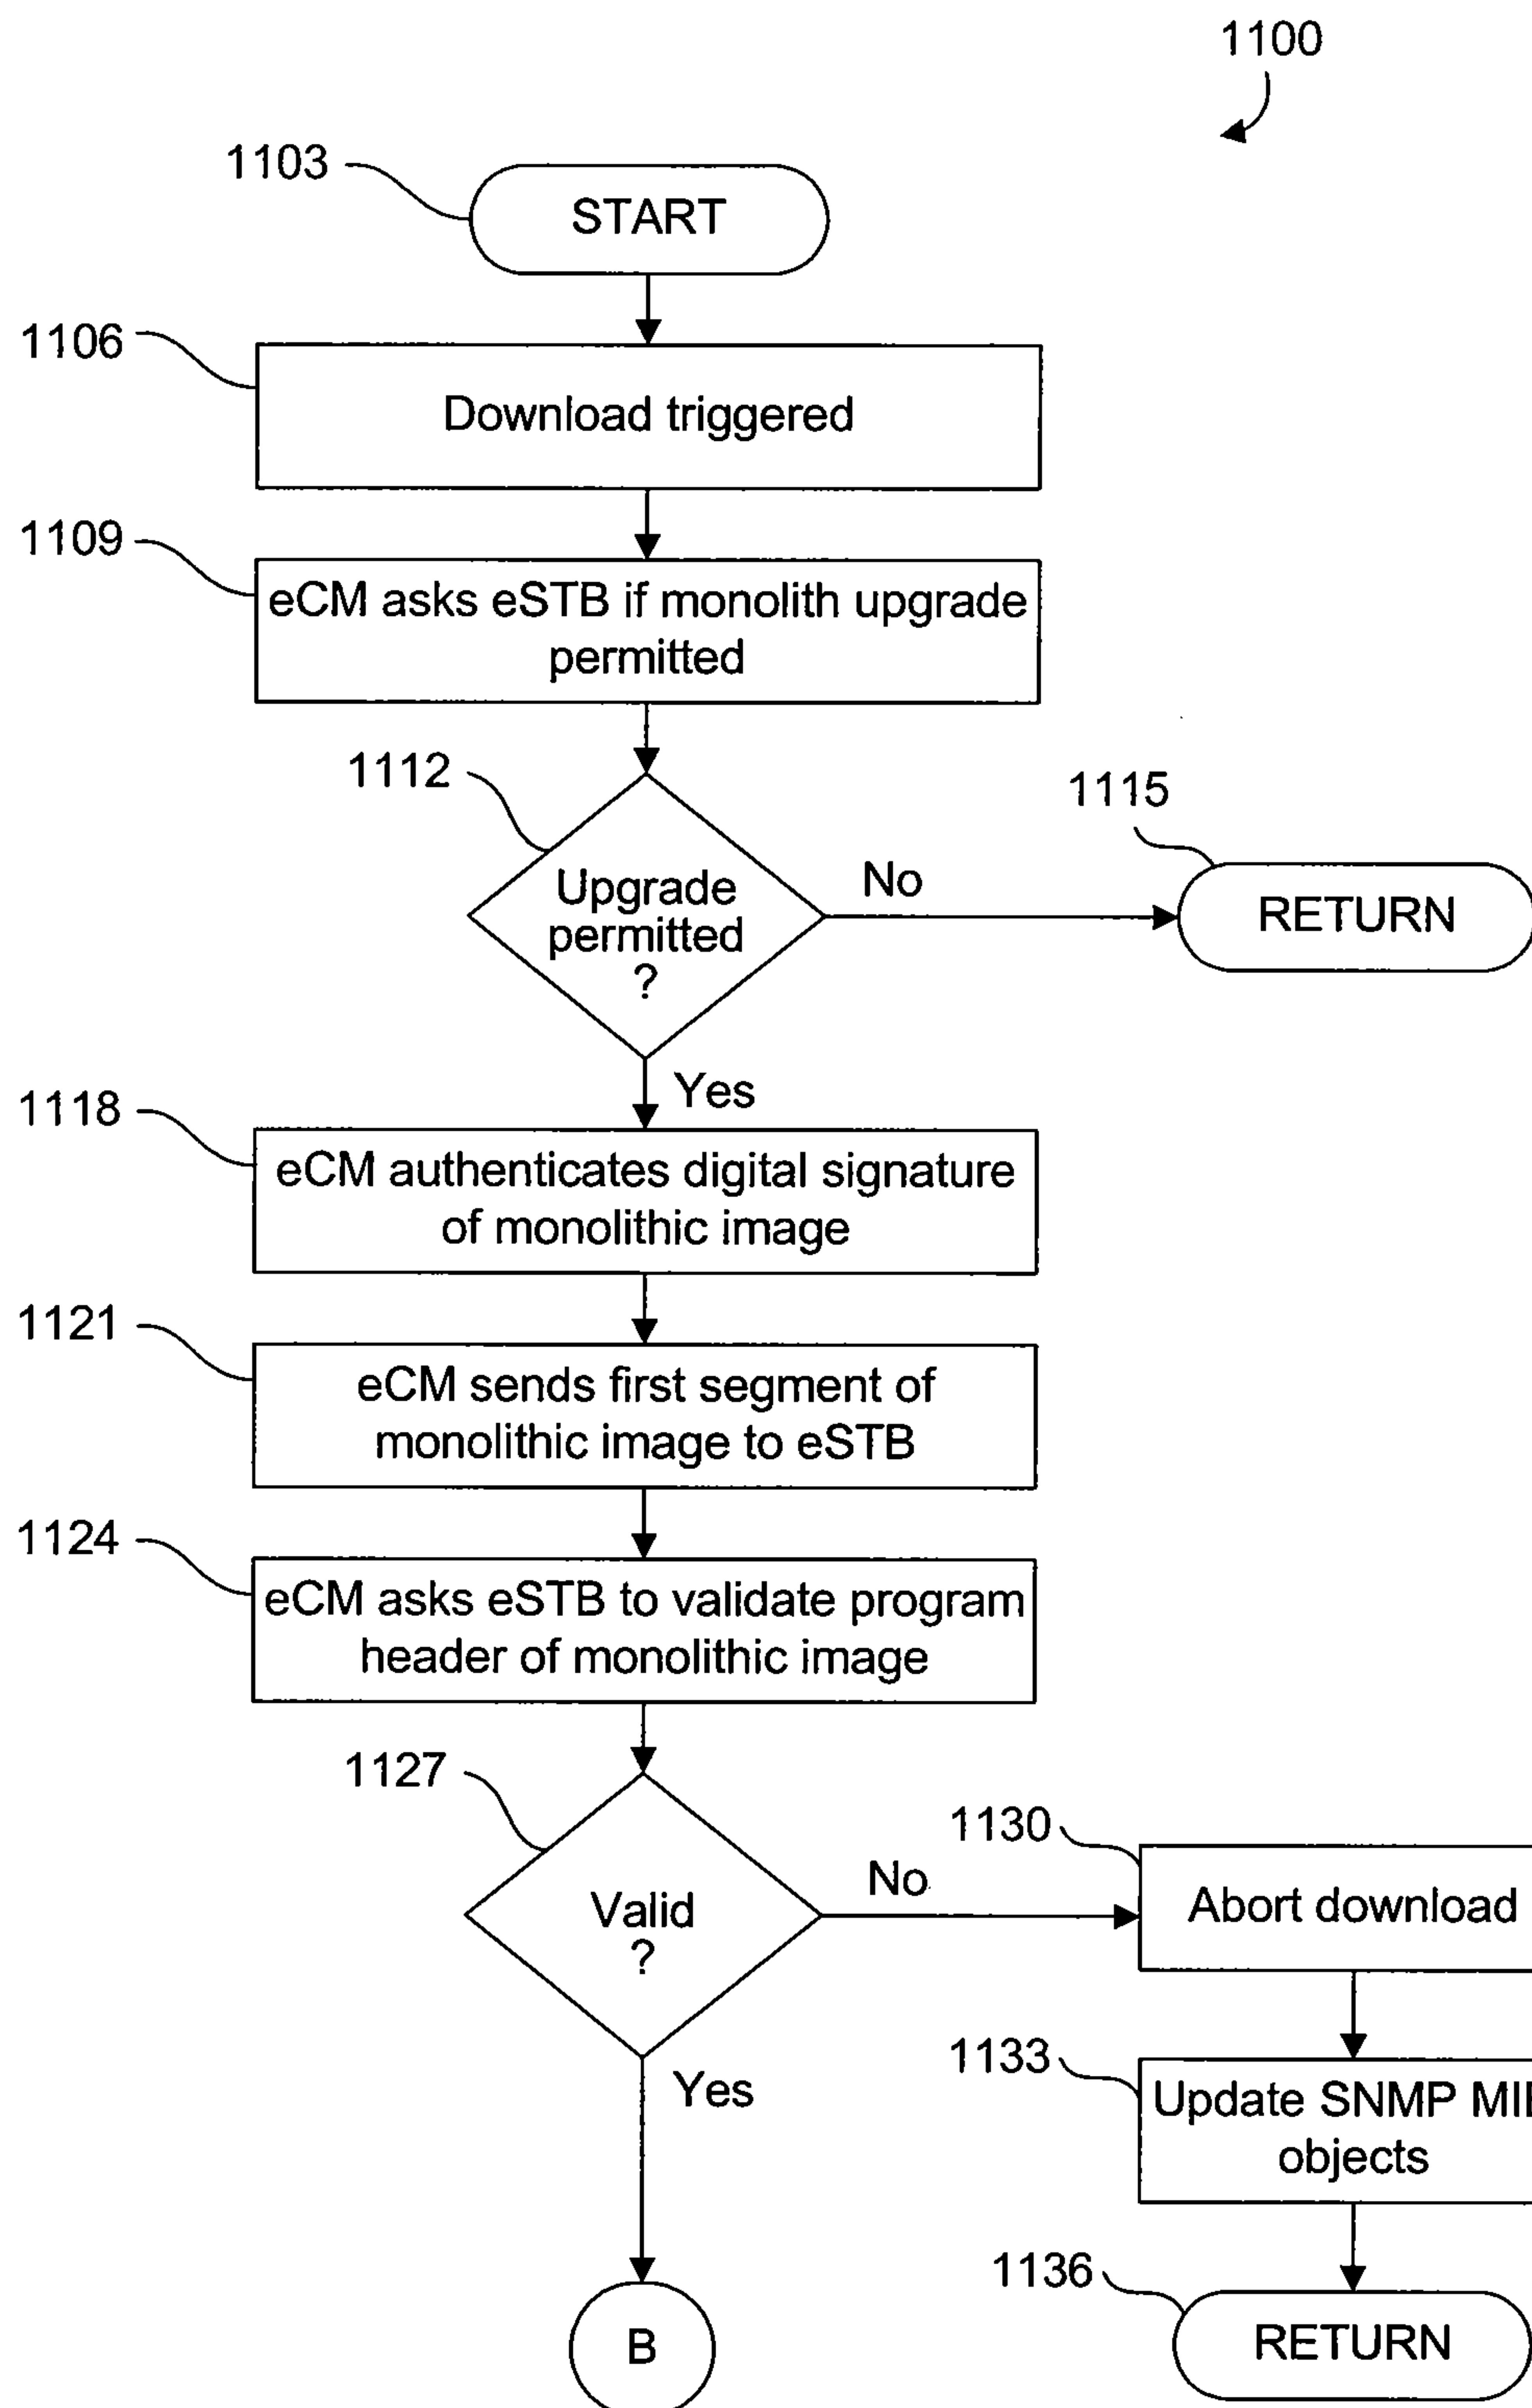 1100
1103
START
1106
Download triggered
1109
eCM asks eSTB if monolith upgrade
permitted
1112
Upgrade
permitted
?
No
1115
RETURN
Yes
1118
eCM authenticates digital signature
of monolithic image
1121
eCM sends first segment of
monolithic image to eSTB
1124
eCM asks eSTB to validate program
header of monolithic image
1127
Valid
?
No
1130
Abort download
1133
Update SNMP MIB
objects
Yes
1136
RETURN
B